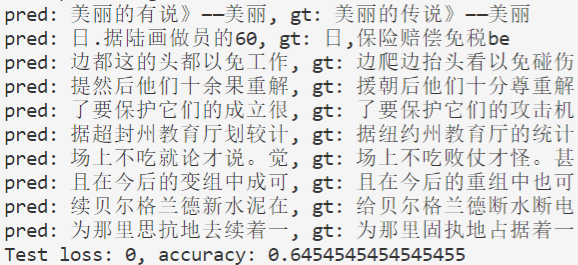 pred: 美丽的有说》——美丽, gt: 美丽的传说》——美丽
pred: 日.据陆画做员的60, gt: 日,保险赔偿免税be
pred: 边都这的头都以免工作, gt: 边爬边抬头看以免碰伤
pred: 提然后他们十余果重解, gt: 援朝后他们十分尊重解
pred: 了要保护它们的成立很, gt: 了要保护它们的攻击机
pred: 据超封州教育厅划较计, gt: 据纽约州教育厅的统计
pred: 场上不吃就论才说。觉, gt: 场上不吃败仗才怪。甚
pred: 且在今后的变组中成可, gt: 且在今后的重组中也可
pred: 续贝尔格兰德新水泥在, gt: 给贝尔格兰德断水断电
pred: 为那里思抗地去续着一, gt: 为那里固执地占据着一
Test loss: 0, accuracy: 0.6454545454545455